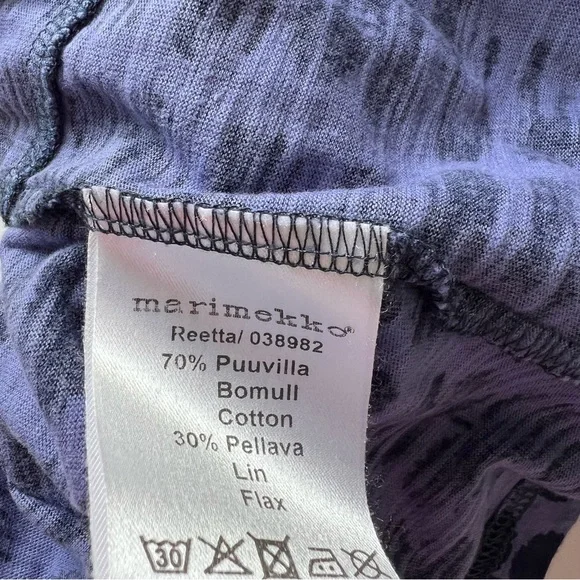 marimekko®
Reetta/ 038982
70% Puuvilla
Bomull
Cotton
30% Pellava
Lin
Flax
30